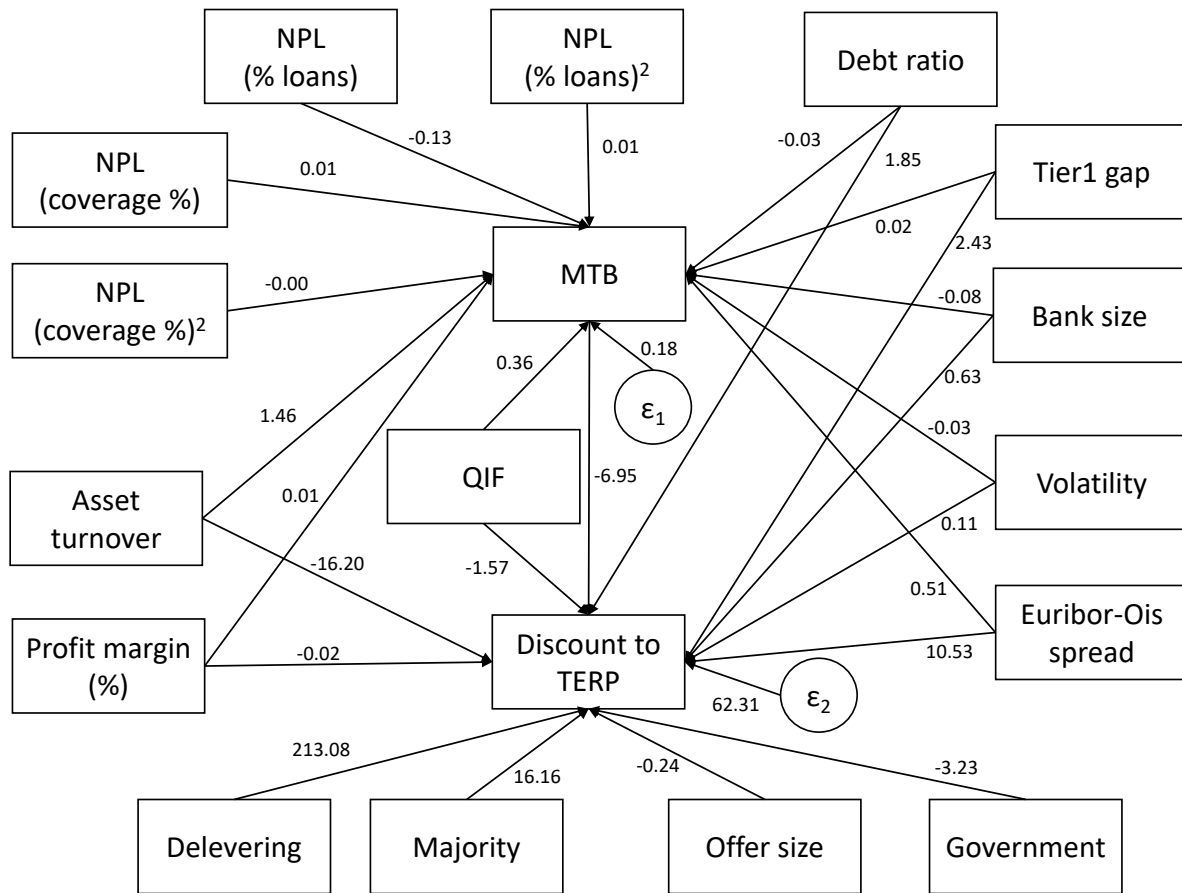 NPL
(% loans)
NPL
(% loans)²
Debt ratio
-0.13
0.01
-0.03
1.85
NPL
(coverage %)
0.01
Tier1 gap
0.02
2.43
MTB
NPL
(coverage %)²
-0.00
-0.08
Bank size
0.36
0.18
0.63
ε₁
1.46
-0.03
QIF
-6.95
Volatility
Asset
turnover
0.01
0.11
-16.20
-1.57
0.51
Euribor-Ois
spread
Profit margin
(%)
-0.02
Discount to
TERP
10.53
62.31
ε₂
213.08
16.16
-0.24
-3.23
Delevering
Majority
Offer size
Government